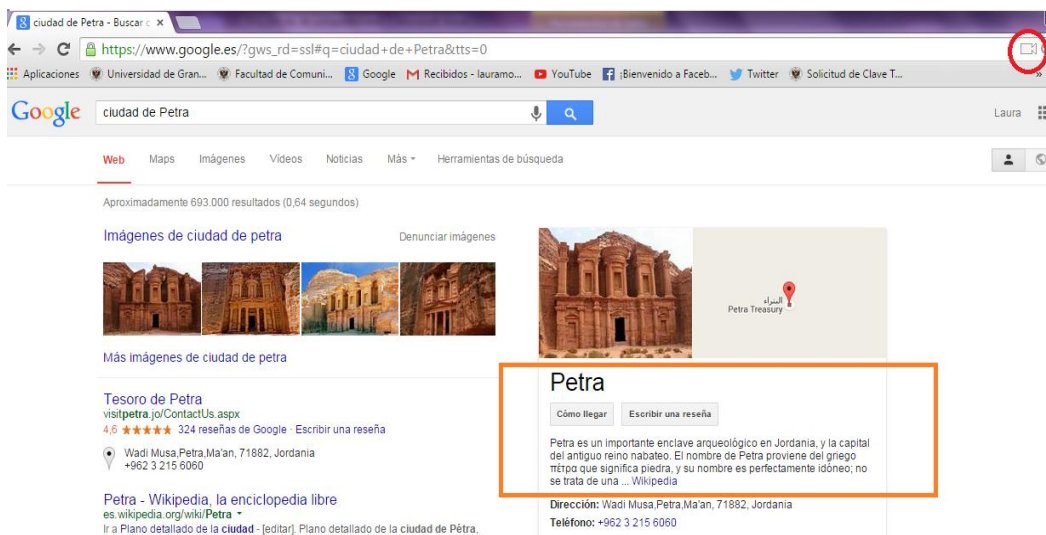 ciudad de Petra - Buscar c
https://www.google.es/?gws_rd=ssl#q=ciudad+de+Petra&tts=0
Aplicaciones Universidad de Gran... Facultad de Comuni... Google Recibidos - lauramo... YouTube ¡Bienvenido a Faceb... Twitter Solicitud de Clave T... »
Google ciudad de Petra Laura
Web Maps Imágenes Vídeos Noticias Más Herramientas de búsqueda
Aproximadamente 693.000 resultados (0,64 segundos)
Imágenes de ciudad de petra Denunciar imágenes
Más imágenes de ciudad de petra
Tesoro de Petra
visitpetra.jo/ContactUs.aspx
4,6 ★★★★★ 324 reseñas de Google · Escribir una reseña
Wadi Musa,Petra,Ma'an, 71882, Jordania
+962 3 215 6060
Petra - Wikipedia, la enciclopedia libre
es.wikipedia.org/wiki/Petra
Ir a Plano detallado de la ciudad - [editar]. Plano detallado de la ciudad de Pétra,
البتراء
Petra Treasury
Petra
Cómo llegar Escribir una reseña
Petra es un importante enclave arqueológico en Jordania, y la capital
del antiguo reino nabateo. El nombre de Petra proviene del griego
πέτρα que significa piedra, y su nombre es perfectamente idóneo; no
se trata de una ... Wikipedia
Dirección: Wadi Musa,Petra,Ma'an, 71882, Jordania
Teléfono: +962 3 215 6060